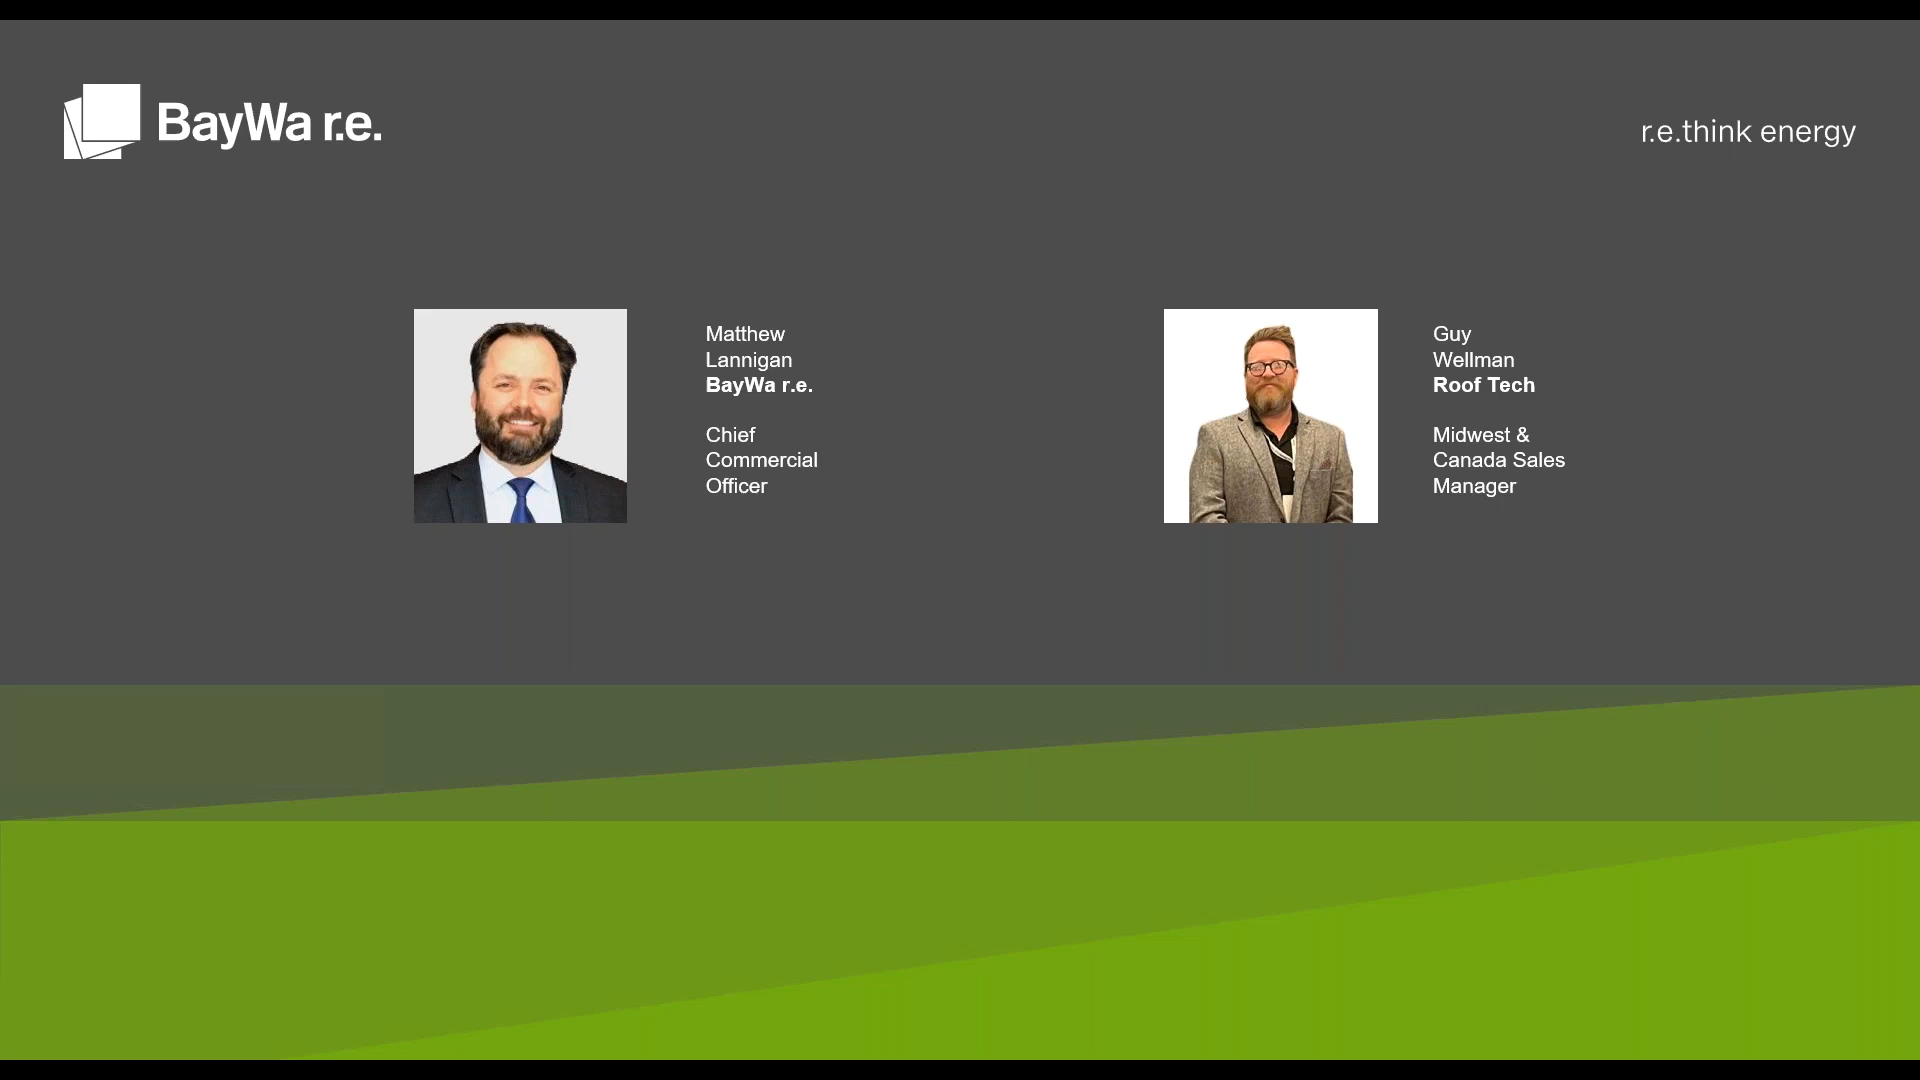 BayWa r.e.
r.e.think energy
Matthew
Lannigan
BayWa r.e.
Chief
Commercial
Officer
Guy
Wellman
Roof Tech
Midwest &
Canada Sales
Manager